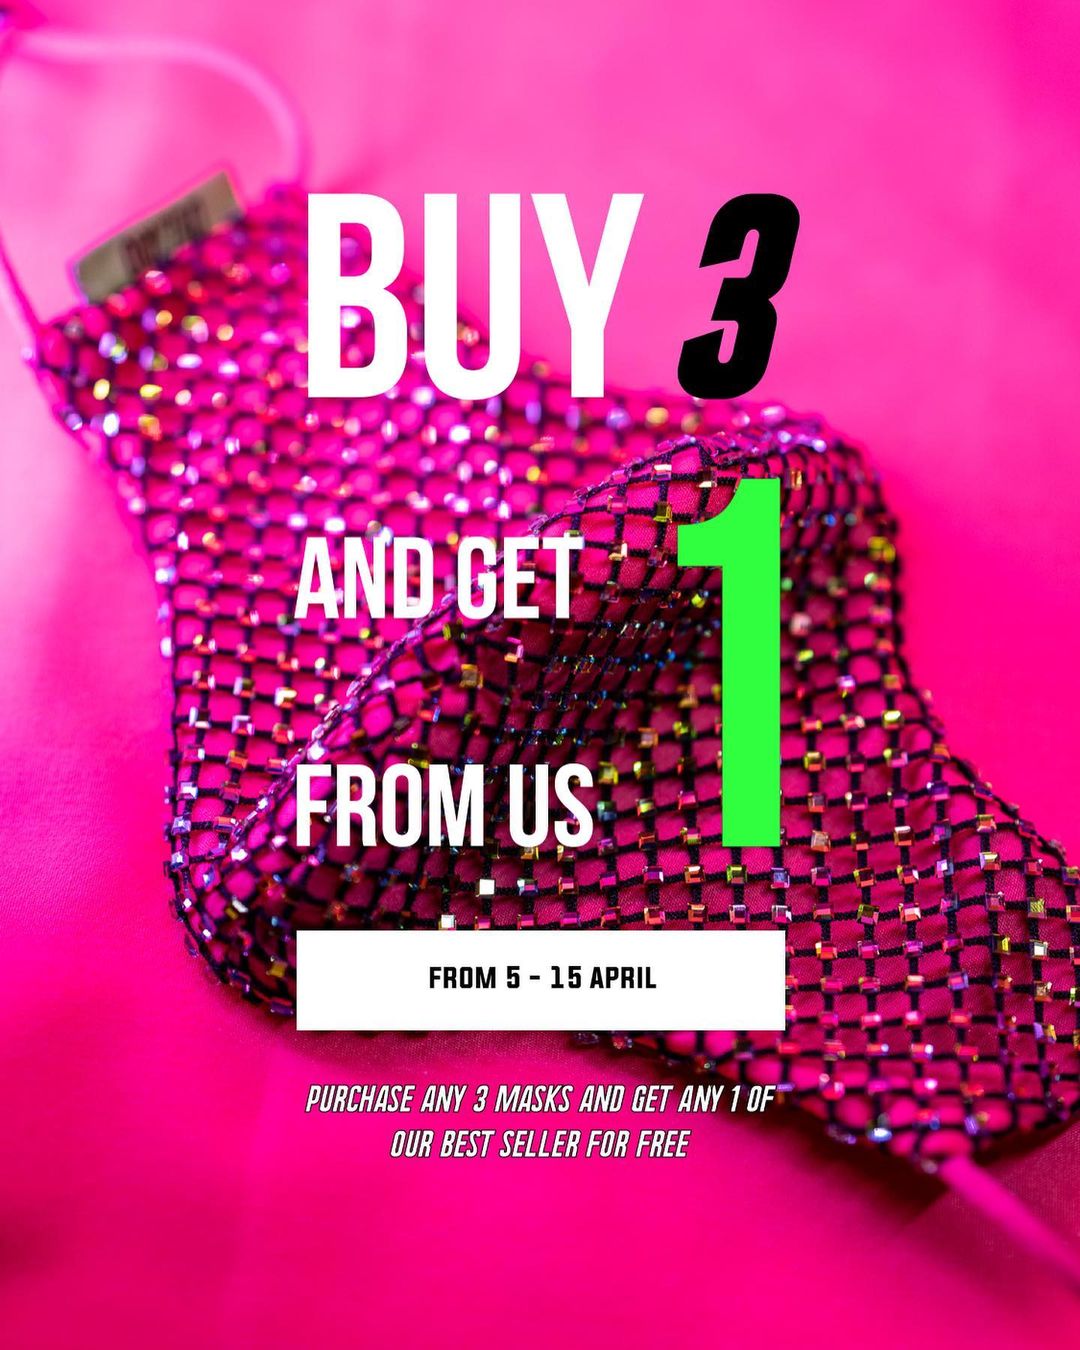 BUY 3
AND GET 1
FROM US
FROM 5 - 15 APRIL
PURCHASE ANY 3 MASKS AND GET ANY 1 OF
OUR BEST SELLER FOR FREE